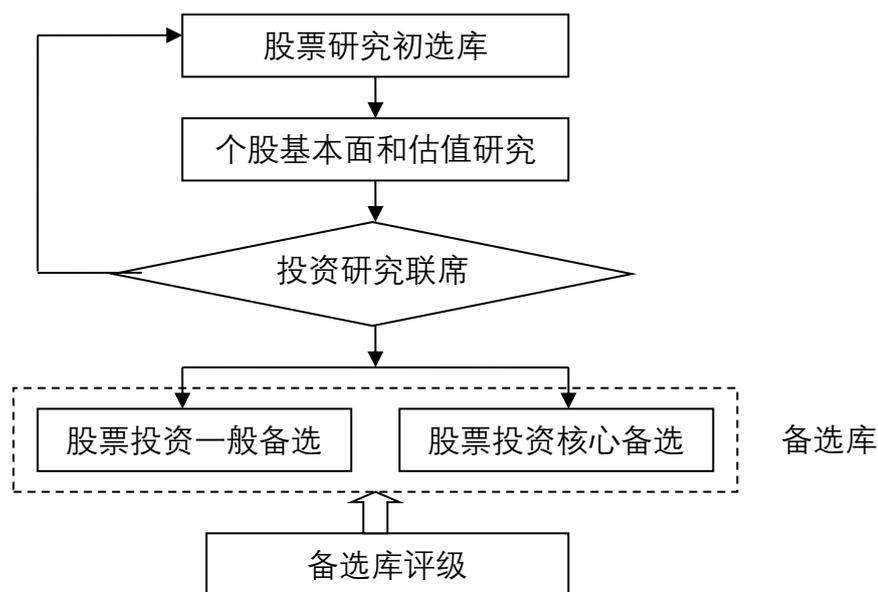 股票研究初选库
个股基本面和估值研究
投资研究联席
股票投资一般备选
股票投资核心备选
备选库
备选库评级